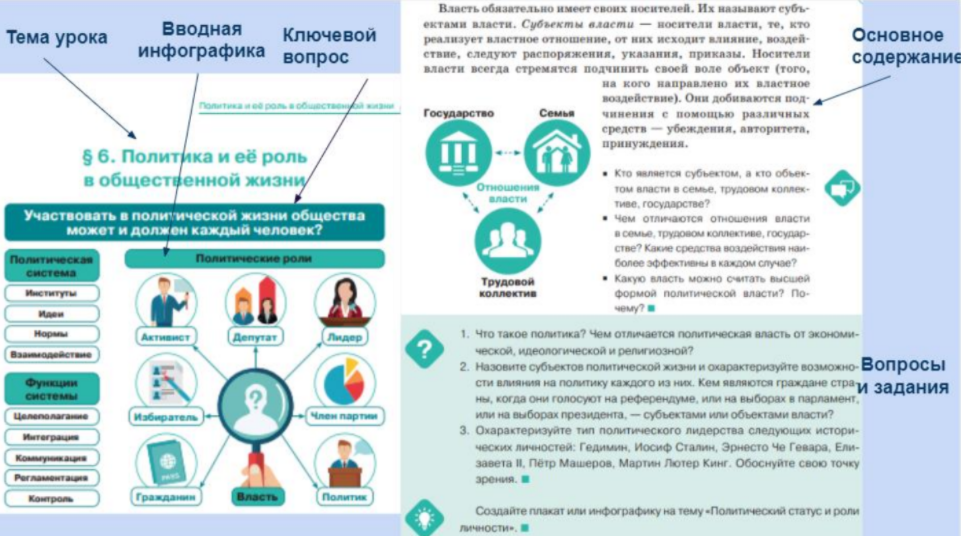 Тема урока
Вводная
инфографика
Ключевой
вопрос
Политика и её роль в общественной жизни
§ 6. Политика и её роль
в общественной жизни
Участвовать в политической жизни общества
может и должен каждый человек?
Политическая
система
Институты
Идеи
Нормы
Взаимодействие
Функции
системы
Целеполагание
Интеграция
Коммуникация
Регламентация
Контроль
Политические роли
Активист
Депутат
Лидер
Избиратель
Член партии
Гражданин
Власть
Политик
PASS
Власть обязательно имеет своих носителей. Их называют субъ-
ектами власти. Субъекты власти — носители власти, те, кто
реализует властное отношение, от них исходит влияние, воздей-
ствие, следуют распоряжения, указания, приказы. Носители
власти всегда стремятся подчинить своей воле объект (того,
на кого направлено их властное
воздействие). Они добиваются под-
чинения с помощью различных
средств — убеждения, авторитета,
принуждения.
Основное
содержание
Государство
Семья
Отношения
власти
Трудовой
коллектив
• Кто является субъектом, а кто объек-
том власти в семье, трудовом коллек-
тиве, государстве?
• Чем отличаются отношения власти
в семье, трудовом коллективе, государ-
стве? Какие средства воздействия наи-
более эффективны в каждом случае?
• Какую власть можно считать высшей
формой политической власти? По-
чему?
?
1. Что такое политика? Чем отличается политическая власть от экономи-
ческой, идеологической и религиозной?
2. Назовите субъектов политической жизни и охарактеризуйте возможно-
сти влияния на политику каждого из них. Кем являются граждане стра-
ны, когда они голосуют на референдуме, или на выборах в парламент,
или на выборах президента, — субъектами или объектами власти?
3. Охарактеризуйте тип политического лидерства следующих истори-
ческих личностей: Гедимин, Иосиф Сталин, Эрнесто Че Гевара, Ели-
завета II, Пётр Машеров, Мартин Лютер Кинг. Обоснуйте свою точку
зрения.
Вопросы
и задания
Создайте плакат или инфографику на тему «Политический статус и роли
личности».